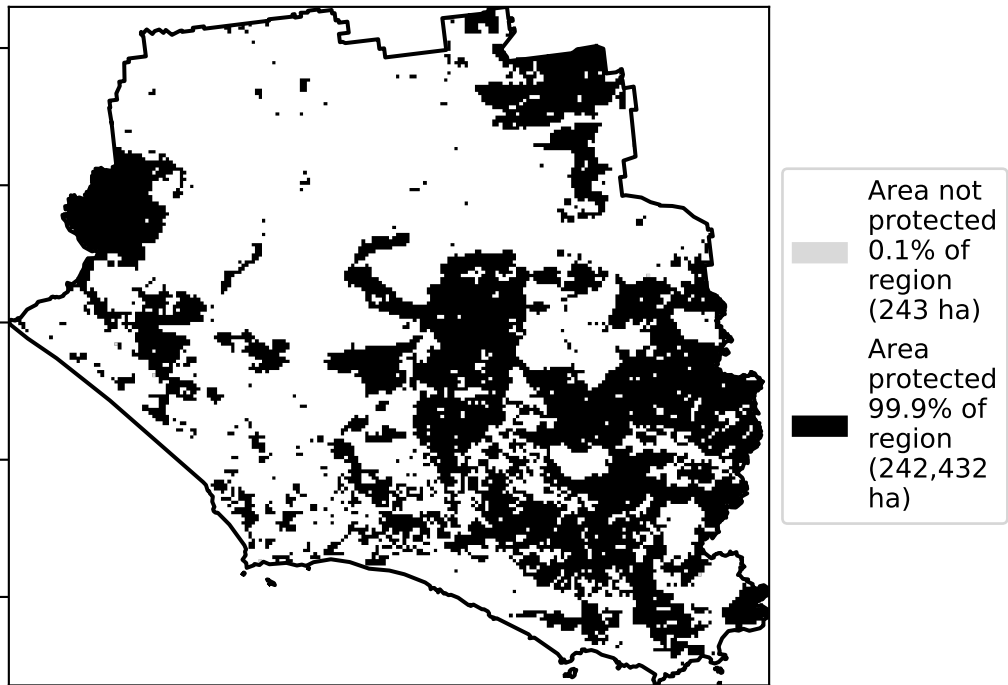 Area not
protected
0.1% of
region
(243 ha)
Area
protected
99.9% of
region
(242,432
ha)